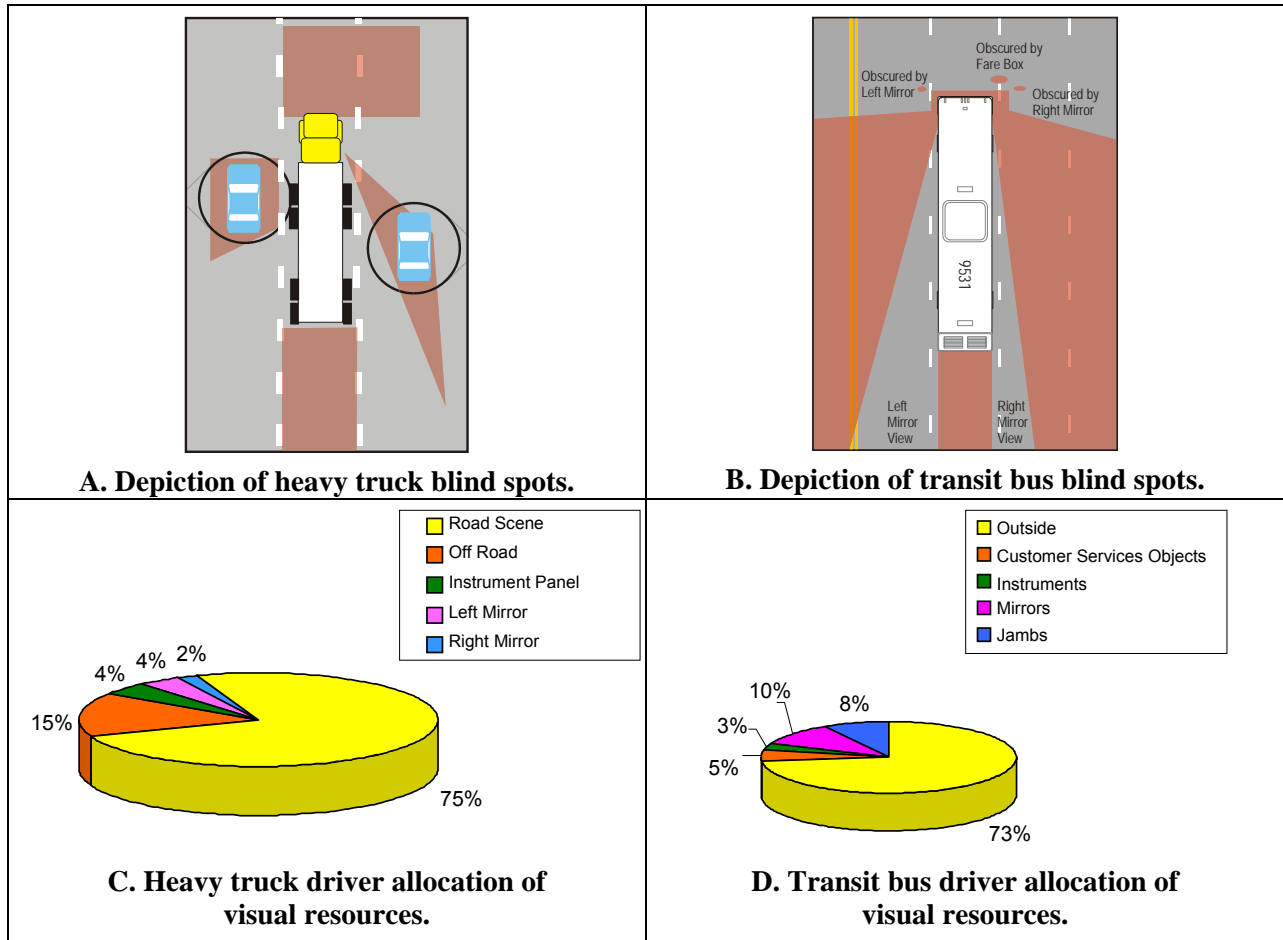 Obscured by
Fare Box
Obscured by
Left Mirror
Obscured by
Right Mirror
9531
Left
Mirror
View
Right
Mirror
View
A. Depiction of heavy truck blind spots.
B. Depiction of transit bus blind spots.
Road Scene
Off Road
Instrument Panel
Left Mirror
Right Mirror
2%
4%
4%
15%
75%
C. Heavy truck driver allocation of
visual resources.
Outside
Customer Services Objects
Instruments
Mirrors
Jambs
10%
8%
3%
5%
73%
D. Transit bus driver allocation of
visual resources.